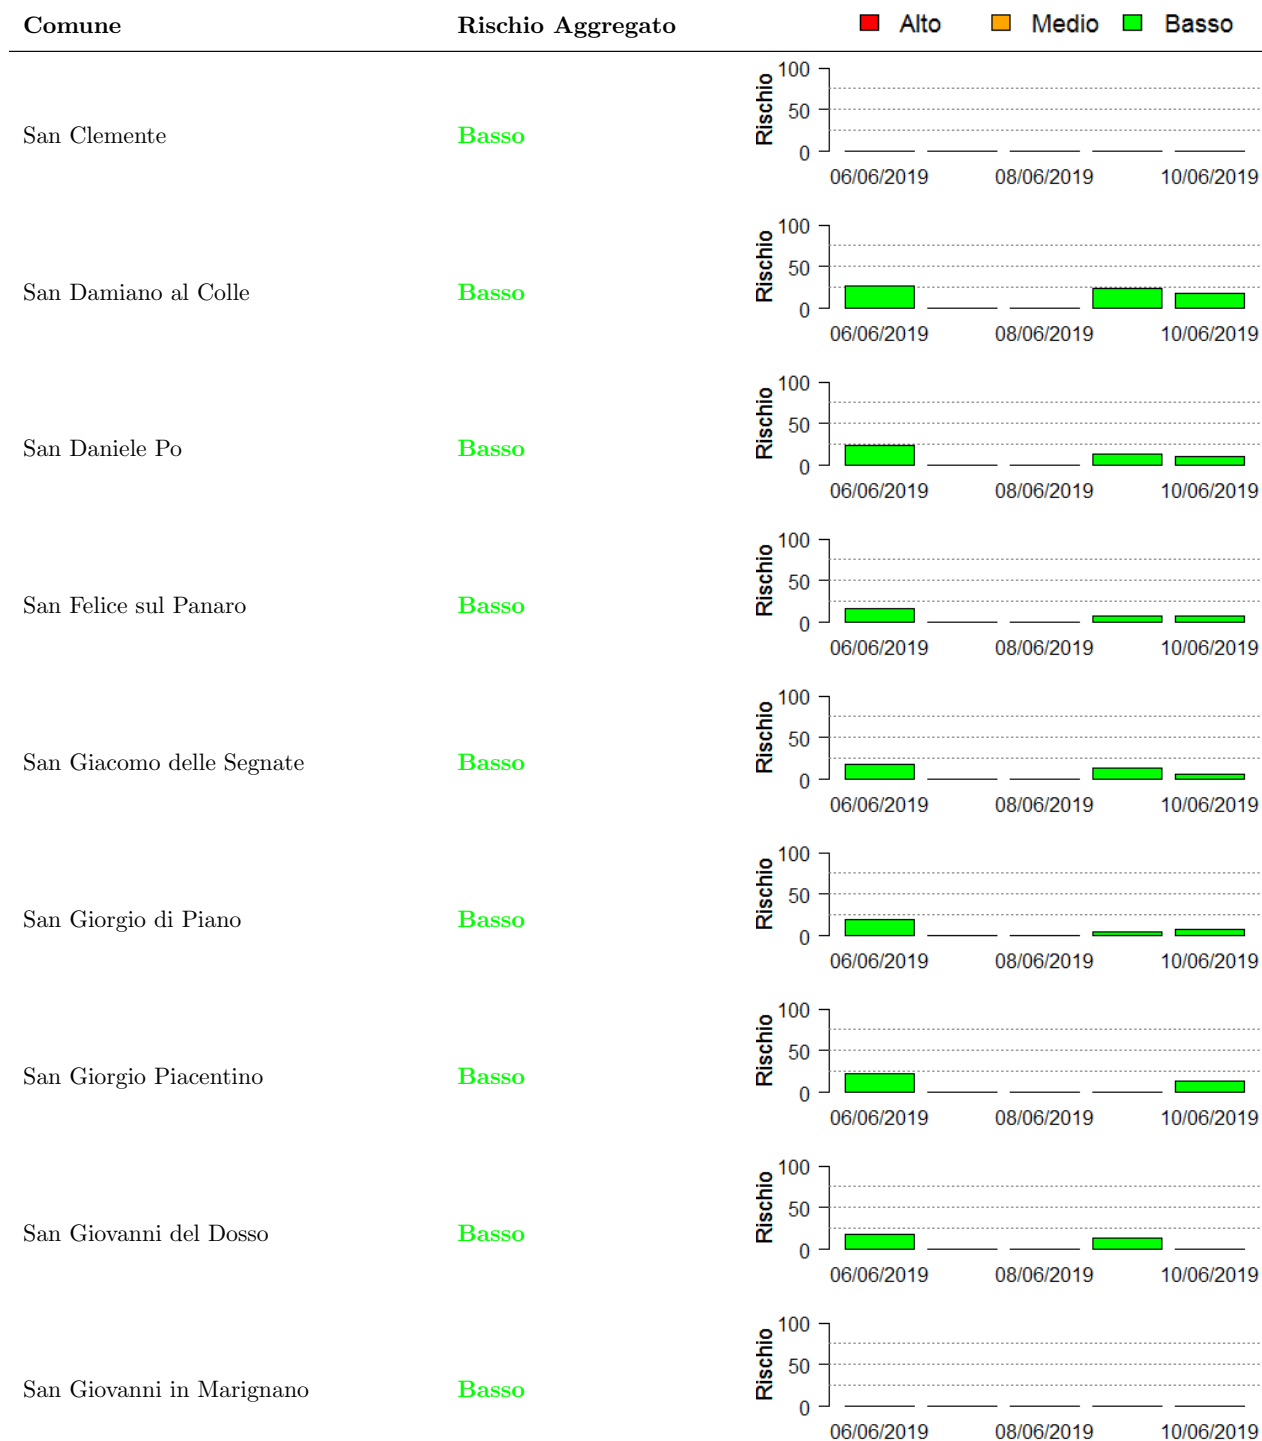 Comune Rischio Aggregato Alto Medio Basso
San Clemente Basso Rischio 100 50 0
06/06/2019 08/06/2019 10/06/2019
San Damiano al Colle Basso Rischio 100 50 0
06/06/2019 08/06/2019 10/06/2019
San Daniele Po Basso Rischio 100 50 0
06/06/2019 08/06/2019 10/06/2019
San Felice sul Panaro Basso Rischio 100 50 0
06/06/2019 08/06/2019 10/06/2019
San Giacomo delle Segnate Basso Rischio 100 50 0
06/06/2019 08/06/2019 10/06/2019
San Giorgio di Piano Basso Rischio 100 50 0
06/06/2019 08/06/2019 10/06/2019
San Giorgio Piacentino Basso Rischio 100 50 0
06/06/2019 08/06/2019 10/06/2019
San Giovanni del Dosso Basso Rischio 100 50 0
06/06/2019 08/06/2019 10/06/2019
San Giovanni in Marignano Basso Rischio 100 50 0
06/06/2019 08/06/2019 10/06/2019